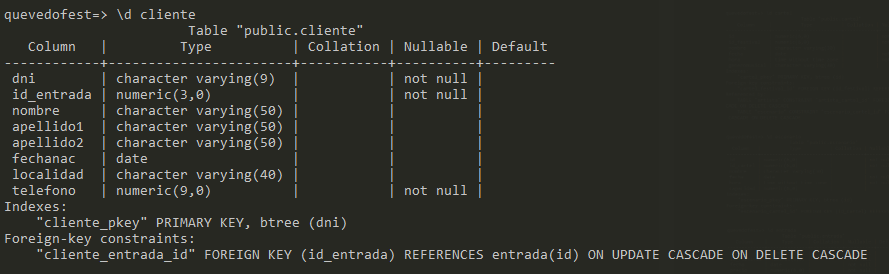 quevedofest=> \d cliente
                       Table "public.cliente"
   Column   |         Type          | Collation | Nullable | Default
------------+-----------------------+-----------+----------+---------
 dni        | character varying(9)  |           | not null |
 id_entrada | numeric(3,0)          |           | not null |
 nombre     | character varying(50) |           |          |
 apellido1  | character varying(50) |           |          |
 apellido2  | character varying(50) |           |          |
 fechanac   | date                  |           |          |
 localidad  | character varying(40) |           |          |
 telefono   | numeric(9,0)          |           | not null |
Indexes:
    "cliente_pkey" PRIMARY KEY, btree (dni)
Foreign-key constraints:
    "cliente_entrada_id" FOREIGN KEY (id_entrada) REFERENCES entrada(id) ON UPDATE CASCADE ON DELETE CASCADE